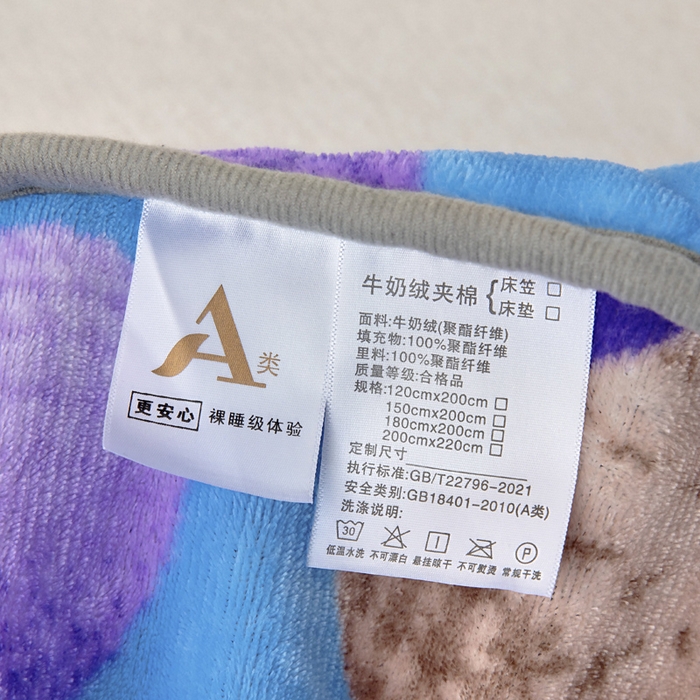 A类
更安心 裸睡级体验
牛奶绒夹棉{床笠 □
床垫 □
面料:牛奶绒(聚酯纤维)
填充物:100%聚酯纤维
里料:100%聚酯纤维
质量等级:合格品
规格:120cmx200cm □
150cmx200cm □
180cmx200cm □
200cmx220cm □
定制尺寸
执行标准:GB/T22796-2021
安全类别:GB18401-2010(A类)
洗涤说明:
30 P
低温水洗 不可漂白 悬挂晾干 不可熨烫 常规干洗